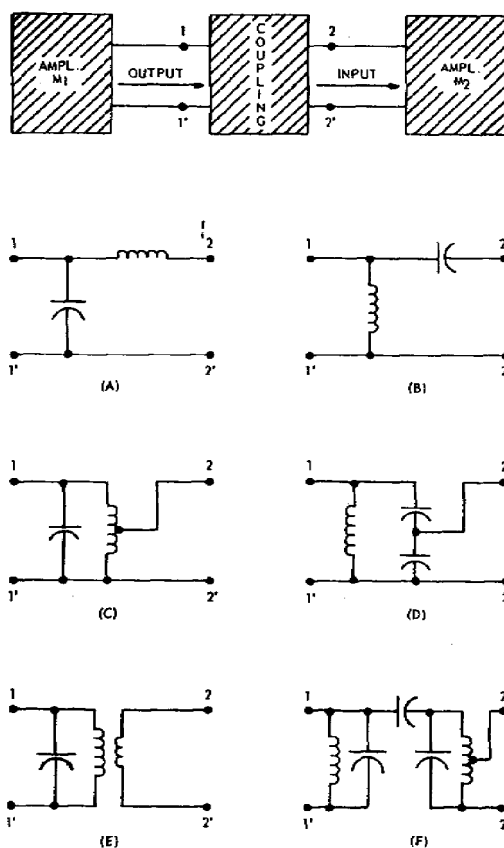 1 2
AMPL. M1 OUTPUT COUPLING INPUT AMPL. M2
1' 2'
1 2 1 2
1' 2' 1' 2
(A) (B)
1 2 1 2
1' 2' 1' 2
(C) (D)
1 2 1 2
1' 2' 1' 2
(E) (F)